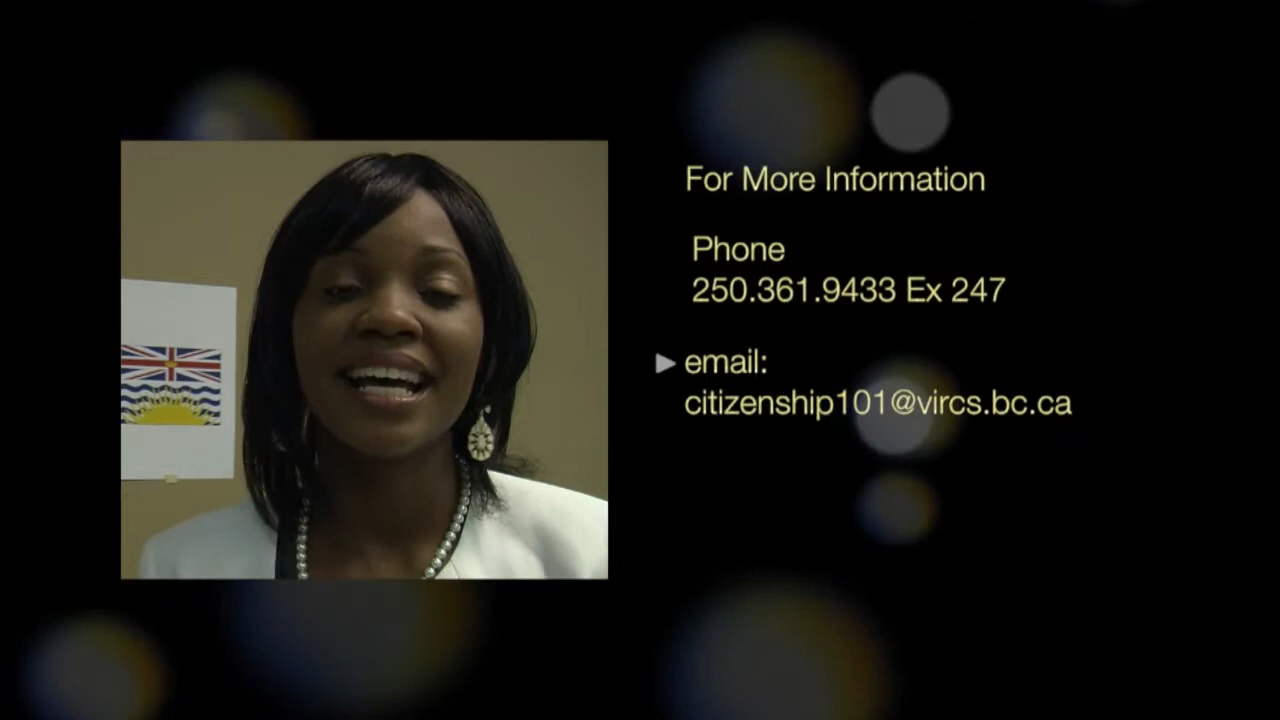 For More Information
Phone
250.361.9433 Ex 247
email:
citizenship101@vircs.bc.ca